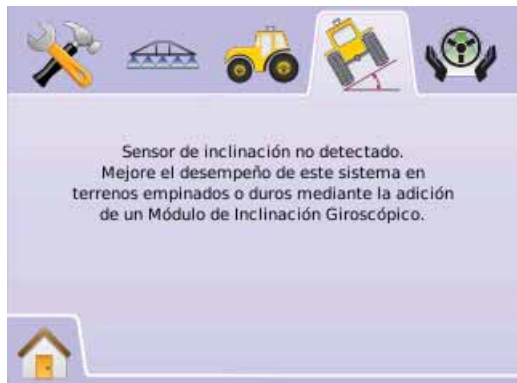 Sensor de inclinación no detectado.
Mejore el desempeño de este sistema en
terrenos empinados o duros mediante la adición
de un Módulo de Inclinación Giroscópico.